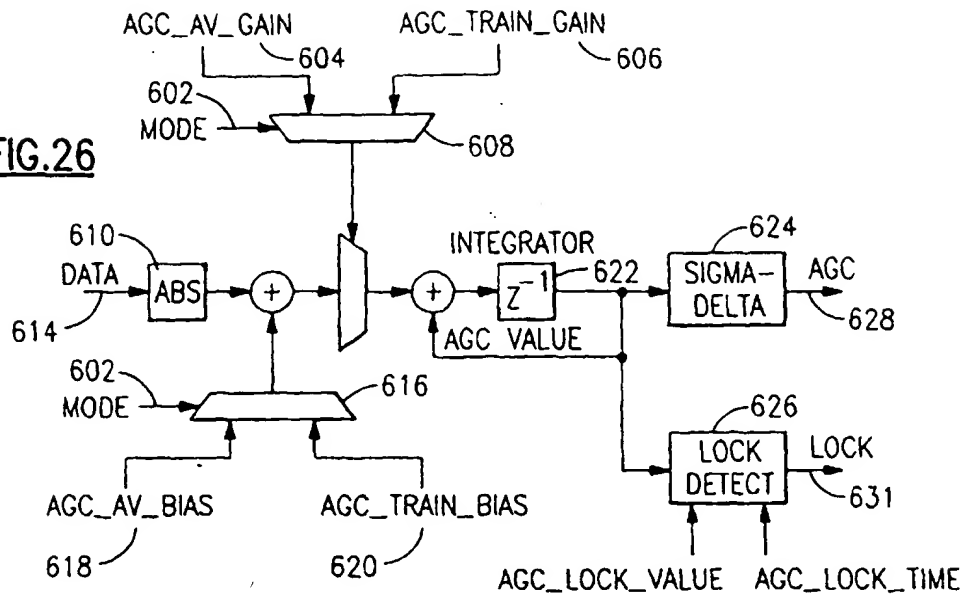 AGC_AV_GAIN
604
AGC_TRAIN_GAIN
606
602
MODE
608
FIG.26
610
DATA
614
ABS
+
+
INTEGRATOR
Z-1
622
AGC VALUE
624
SIGMA-
DELTA
AGC
628
602
MODE
616
626
LOCK
DETECT
LOCK
631
AGC_AV_BIAS
618
AGC_TRAIN_BIAS
620
AGC_LOCK_VALUE
AGC_LOCK_TIME